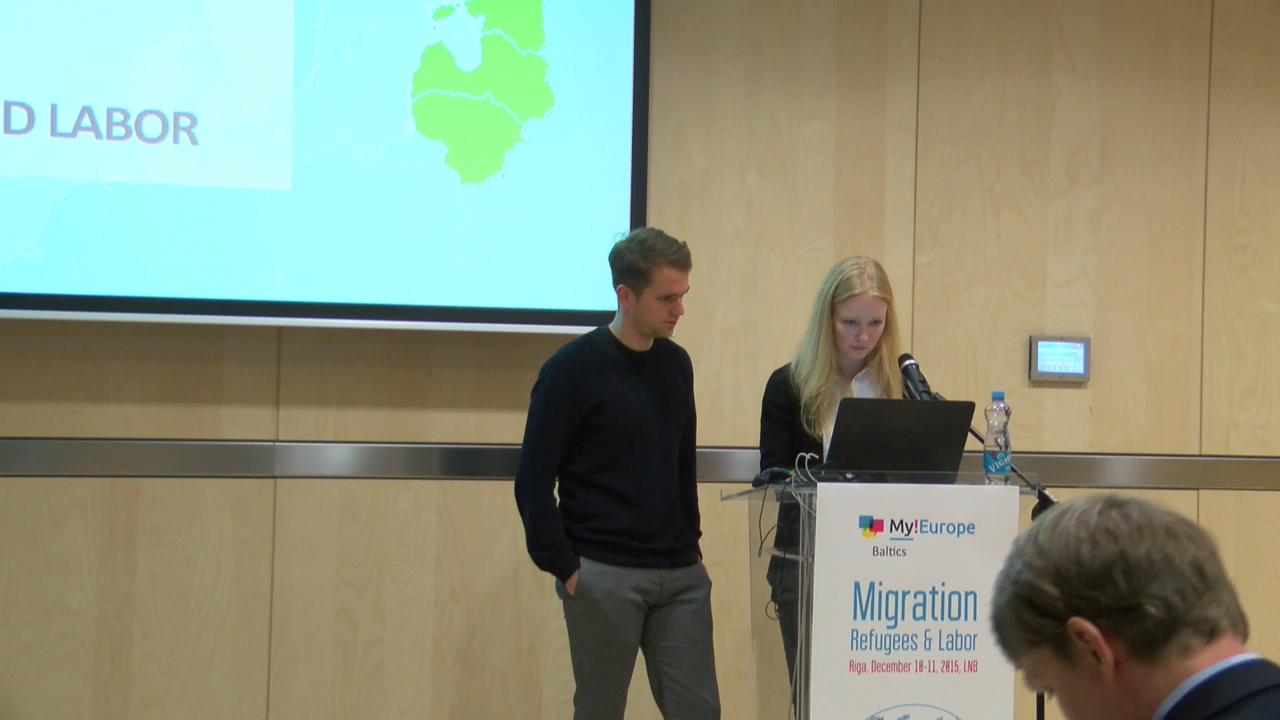 D LABOR
My!Europe
Baltics
Migration
Refugees & Labor
Riga, December 10-11, 2015, LNB